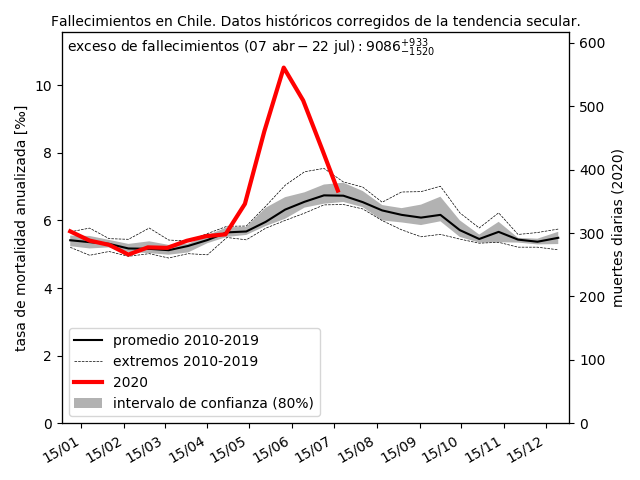 Fallecimientos en Chile. Datos históricos corregidos de la tendencia secular.
exceso de fallecimientos (07 abr − 22 jul) : 9086 +933 −1520
tasa de mortalidad anualizada [‰]
10
8
6
4
2
0
600
500
400
300
200
100
0
muertes diarias (2020)
promedio 2010-2019
extremos 2010-2019
2020
intervalo de confianza (80%)
15/01 15/02 15/03 15/04 15/05 15/06 15/07 15/08 15/09 15/10 15/11 15/12